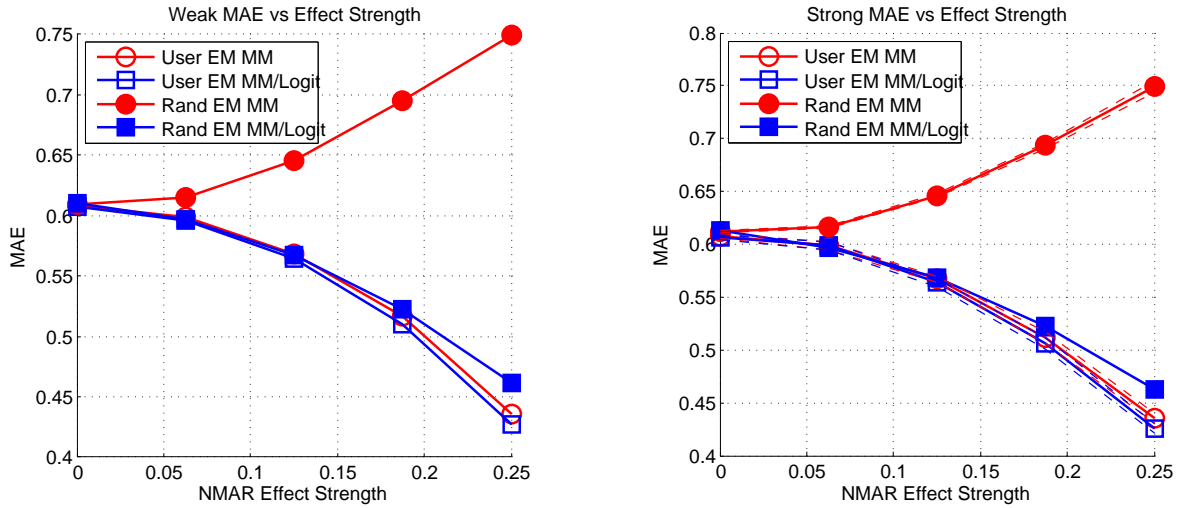 Weak MAE vs Effect Strength
0.75
0.7
0.65
0.6
0.55
0.5
0.45
0.4
MAE
User EM MM
User EM MM/Logit
Rand EM MM
Rand EM MM/Logit
0
0.05
0.1
0.15
0.2
0.25
NMAR Effect Strength
Strong MAE vs Effect Strength
0.8
0.75
0.7
0.65
0.6
0.55
0.5
0.45
0.4
MAE
User EM MM
User EM MM/Logit
Rand EM MM
Rand EM MM/Logit
0
0.05
0.1
0.15
0.2
0.25
NMAR Effect Strength